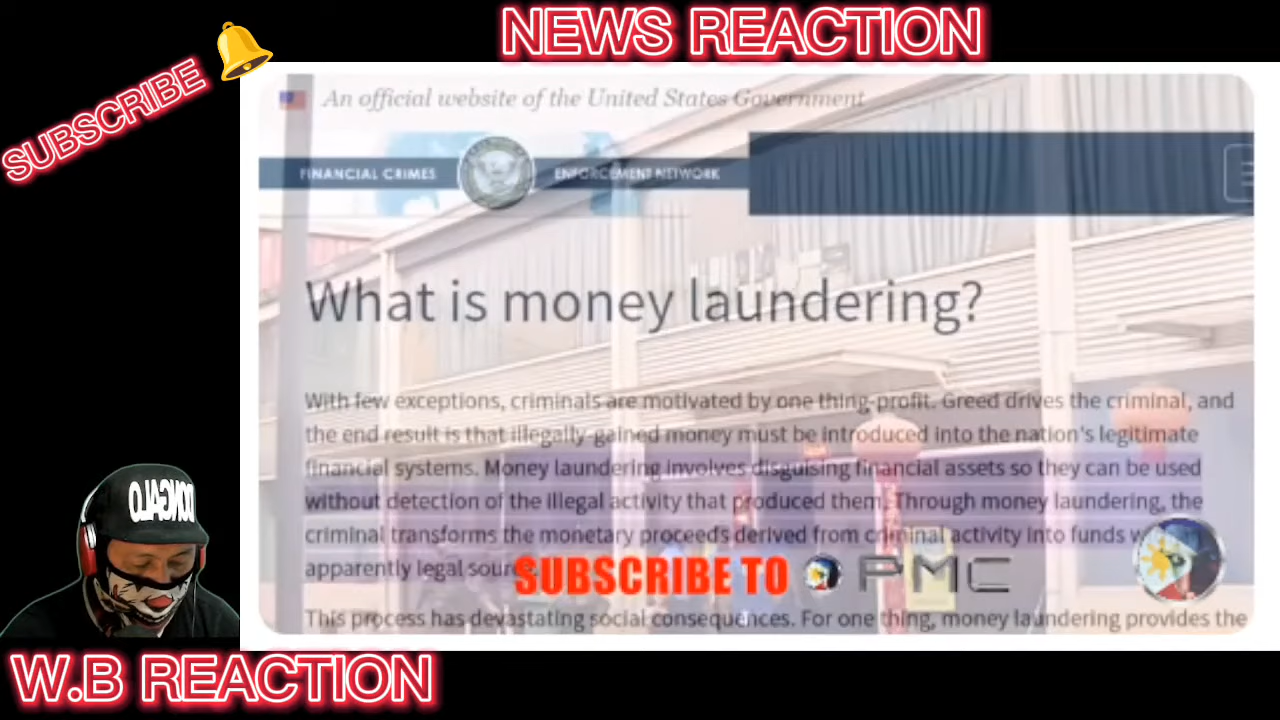 NEWS REACTION
SUBSCRIBE
An official website of the United States Government
FINANCIAL CRIMES ENFORCEMENT NETWORK
What is money laundering?
With few exceptions, criminals are motivated by one thing-profit. Greed drives the criminal, and
the end result is that illegally-gained money must be introduced into the nation's legitimate
financial systems. Money laundering involves disguising financial assets so they can be used
without detection of the illegal activity that produced them. Through money laundering, the
criminal transforms the monetary proceeds derived from criminal activity into funds
apparently legal
SUBSCRIBE TO PMC
This process has devastating social consequences. For one thing, money laundering provides the
DONGALO
W.B REACTION